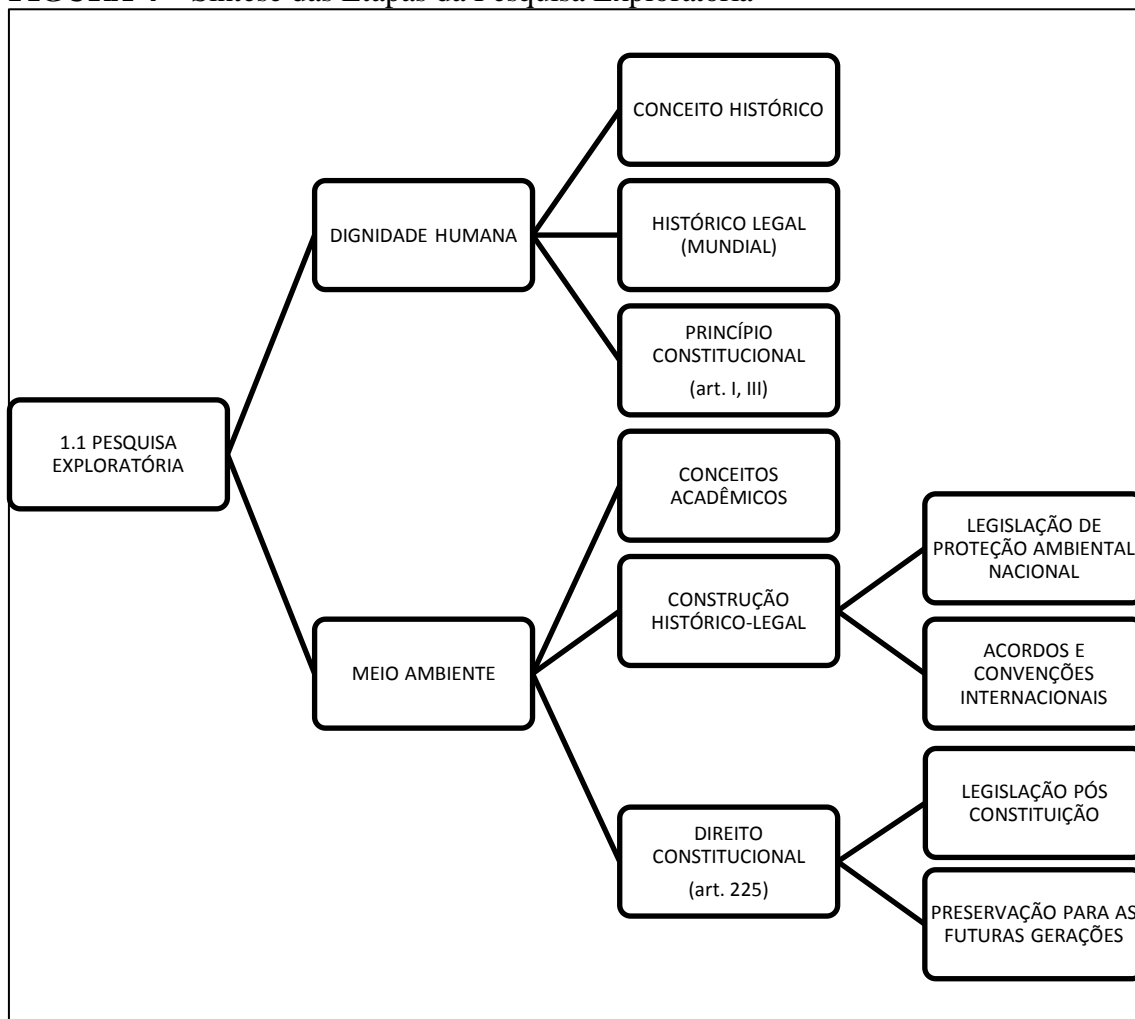 FIGURA – Síntese das Etapas da Pesquisa Exploratória
1.1 PESQUISA
EXPLORATÓRIA
DIGNIDADE HUMANA
CONCEITO HISTÓRICO
HISTÓRICO LEGAL
(MUNDIAL)
PRINCÍPIO
CONSTITUCIONAL
(art. I, III)
MEIO AMBIENTE
CONCEITOS
ACADÊMICOS
CONSTRUÇÃO
HISTÓRICO-LEGAL
LEGISLAÇÃO DE
PROTEÇÃO AMBIENTAL
NACIONAL
ACORDOS E
CONVENÇÕES
INTERNACIONAIS
DIREITO
CONSTITUCIONAL
(art. 225)
LEGISLAÇÃO PÓS
CONSTITUIÇÃO
PRESERVAÇÃO PARA AS
FUTURAS GERAÇÕES